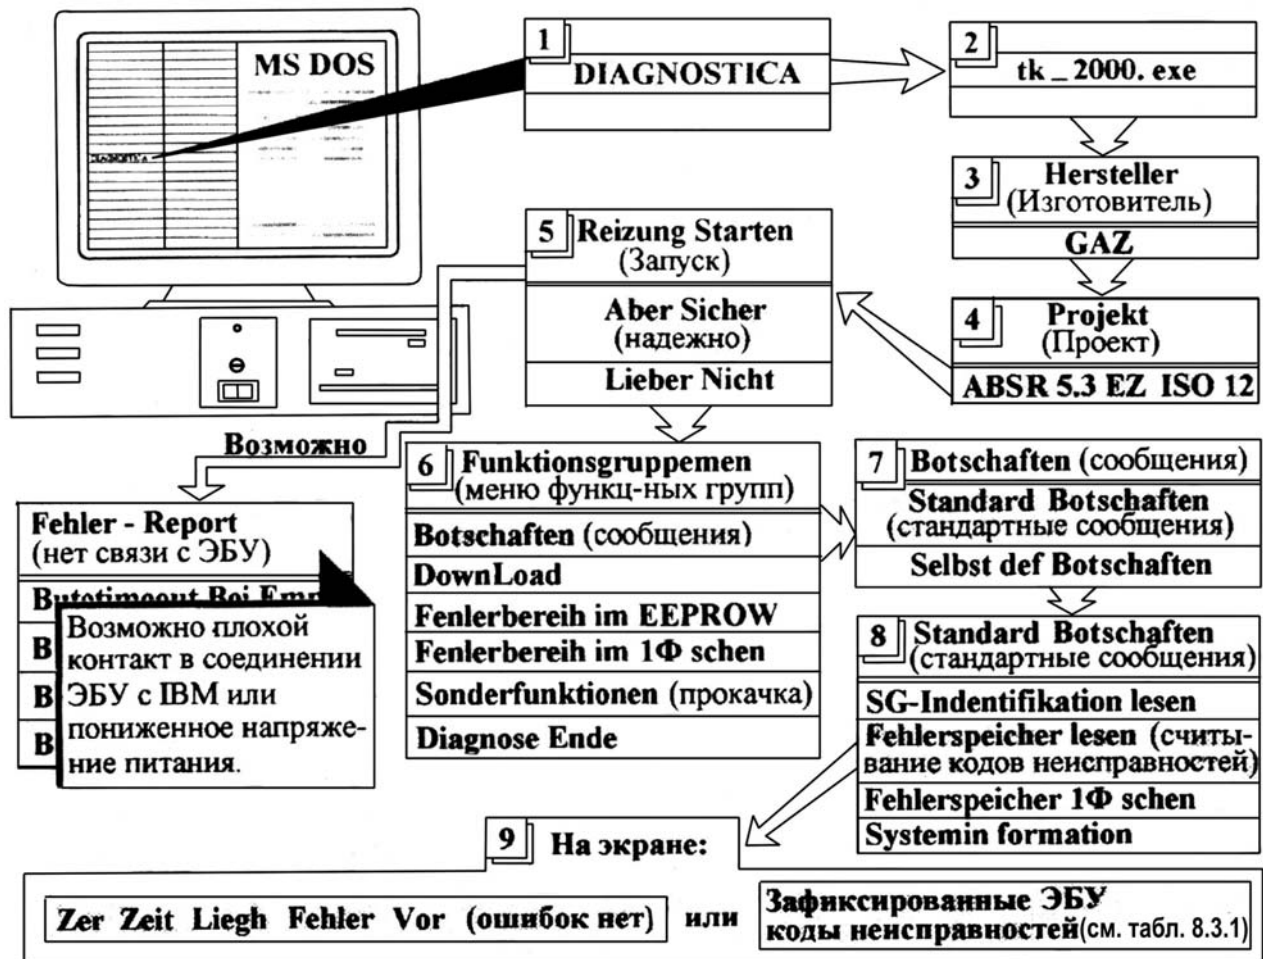 MS DOS
DIAGNOSTICA
1
DIAGNOSTICA
2
tk_2000. exe
3
Hersteller
(Изготовитель)
GAZ
4
Projekt
(Проект)
ABSR 5.3 EZ ISO 12
5
Reizung Starten
(Запуск)
Aber Sicher
(надежно)
Lieber Nicht
Возможно
Fehler - Report
(нет связи с ЭБУ)
B
B
B
Возможно плохой
контакт в соединении
ЭБУ с IBM или
пониженное напряже-
ние питания.
6
Funktionsgruppemen
(меню функц-ных групп)
Botschaften (сообщения)
DownLoad
Fenlerbereih im EEPROW
Fenlerbereih im 1Ф schen
Sonderfunktionen (прокачка)
Diagnose Ende
7
Botschaften (сообщения)
Standard Botschaften
(стандартные сообщения)
Selbst def Botschaften
8
Standard Botschaften
(стандартные сообщения)
SG-Indentifikation lesen
Fehlerspeicher lesen (считы-
вание кодов неисправностей)
Fehlerspeicher 1Ф schen
Systemin formation
9
На экране:
Zer Zeit Liegh Fehler Vor (ошибок нет)
или
Зафиксированные ЭБУ
коды неисправностей(см. табл. 8.3.1)